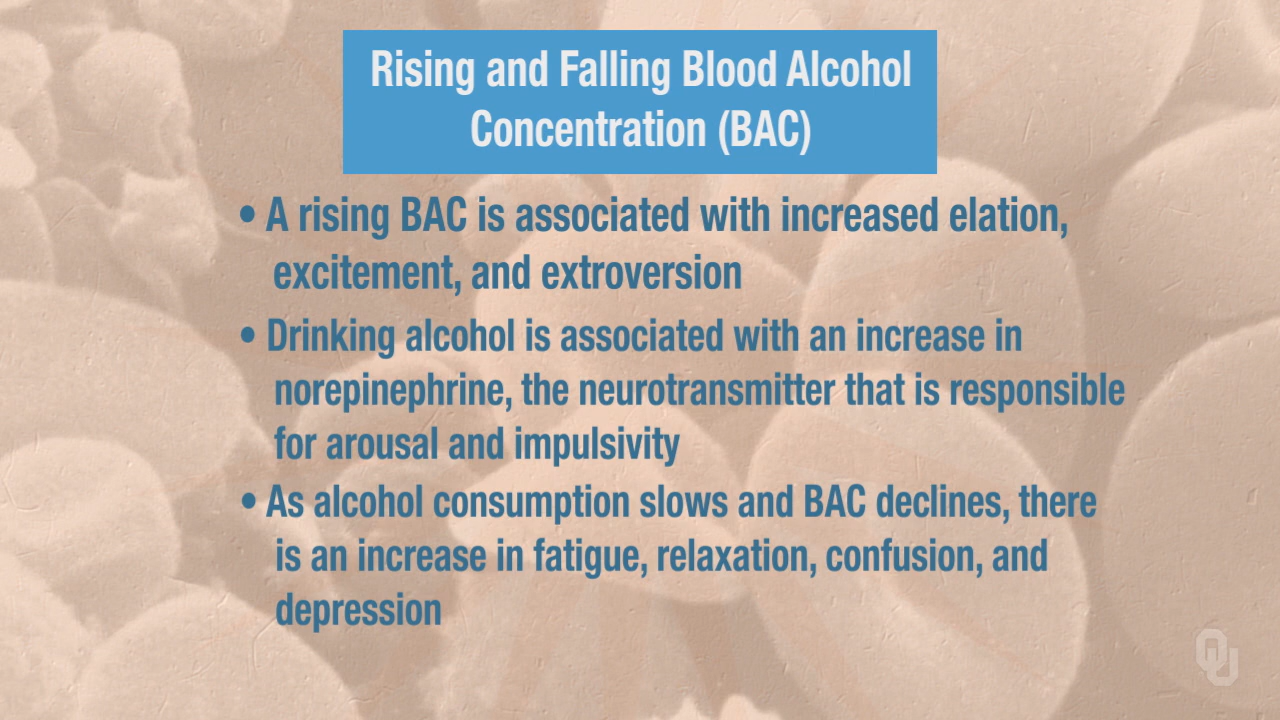 Rising and Falling Blood Alcohol
Concentration (BAC)
• A rising BAC is associated with increased elation,
excitement, and extroversion
• Drinking alcohol is associated with an increase in
norepinephrine, the neurotransmitter that is responsible
for arousal and impulsivity
• As alcohol consumption slows and BAC declines, there
is an increase in fatigue, relaxation, confusion, and
depression
OU